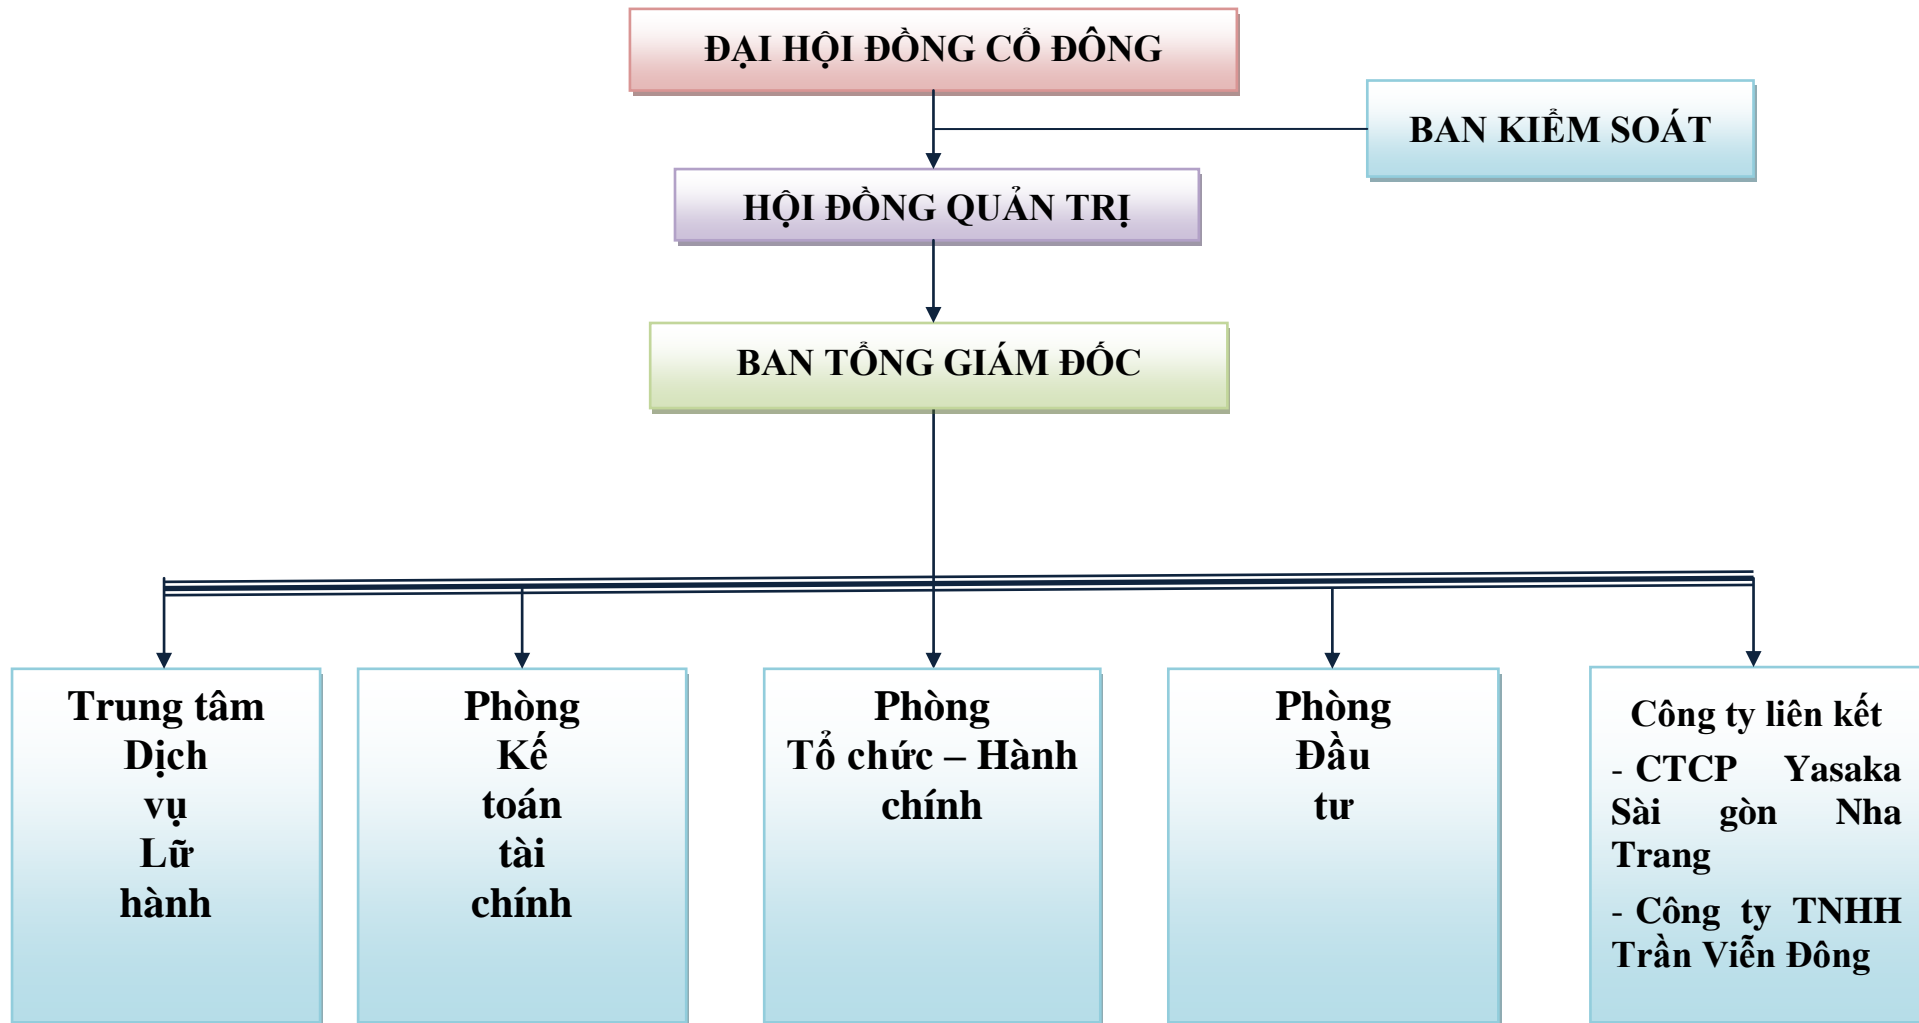 ĐẠI HỘI ĐỒNG CỔ ĐÔNG
BAN KIỂM SOÁT
HỘI ĐỒNG QUẢN TRỊ
BAN TỔNG GIÁM ĐỐC
Trung tâm
Dịch
vụ
Lữ
hành
Phòng
Kế
toán
tài
chính
Phòng
Tổ chức – Hành
chính
Phòng
Đầu
tư
Công ty liên kết
- CTCP Yasaka
Sài gòn Nha
Trang
- Công ty TNHH
Trần Viễn Đông